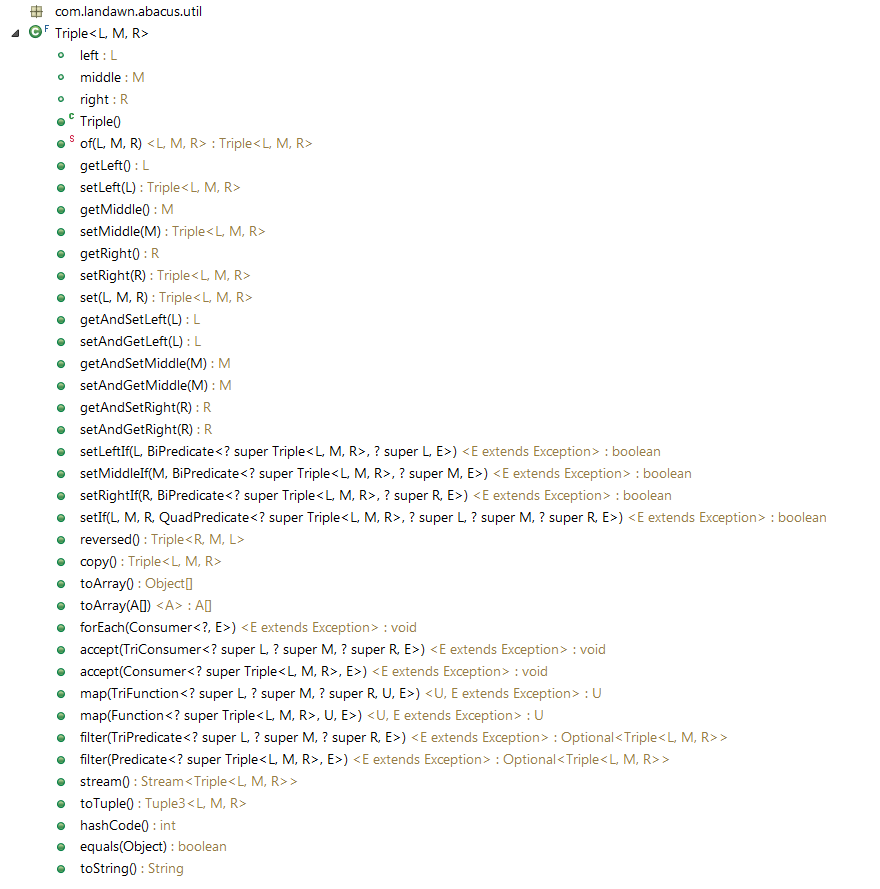 com.landawn.abacus.util
Triple<L, M, R>
left : L
middle : M
right : R
Triple()
of(L, M, R) <L, M, R> : Triple<L, M, R>
getLeft() : L
setLeft(L) : Triple<L, M, R>
getMiddle() : M
setMiddle(M) : Triple<L, M, R>
getRight() : R
setRight(R) : Triple<L, M, R>
set(L, M, R) : Triple<L, M, R>
getAndSetLeft(L) : L
setAndGetLeft(L) : L
getAndSetMiddle(M) : M
setAndGetMiddle(M) : M
getAndSetRight(R) : R
setAndGetRight(R) : R
setLeftIf(L, BiPredicate<? super Triple<L, M, R>, ? super L, E>) <E extends Exception> : boolean
setMiddleIf(M, BiPredicate<? super Triple<L, M, R>, ? super M, E>) <E extends Exception> : boolean
setRightIf(R, BiPredicate<? super Triple<L, M, R>, ? super R, E>) <E extends Exception> : boolean
setIf(L, M, R, QuadPredicate<? super Triple<L, M, R>, ? super L, ? super M, ? super R, E>) <E extends Exception> : boolean
reversed() : Triple<R, M, L>
copy() : Triple<L, M, R>
toArray() : Object[]
toArray(A[]) <A> : A[]
forEach(Consumer<?, E>) <E extends Exception> : void
accept(TriConsumer<? super L, ? super M, ? super R, E>) <E extends Exception> : void
accept(Consumer<? super Triple<L, M, R>, E>) <E extends Exception> : void
map(TriFunction<? super L, ? super M, ? super R, U, E>) <U, E extends Exception> : U
map(Function<? super Triple<L, M, R>, U, E>) <U, E extends Exception> : U
filter(TriPredicate<? super L, ? super M, ? super R, E>) <E extends Exception> : Optional<Triple<L, M, R>>
filter(Predicate<? super Triple<L, M, R>, E>) <E extends Exception> : Optional<Triple<L, M, R>>
stream() : Stream<Triple<L, M, R>>
toTuple() : Tuple3<L, M, R>
hashCode() : int
equals(Object) : boolean
toString() : String